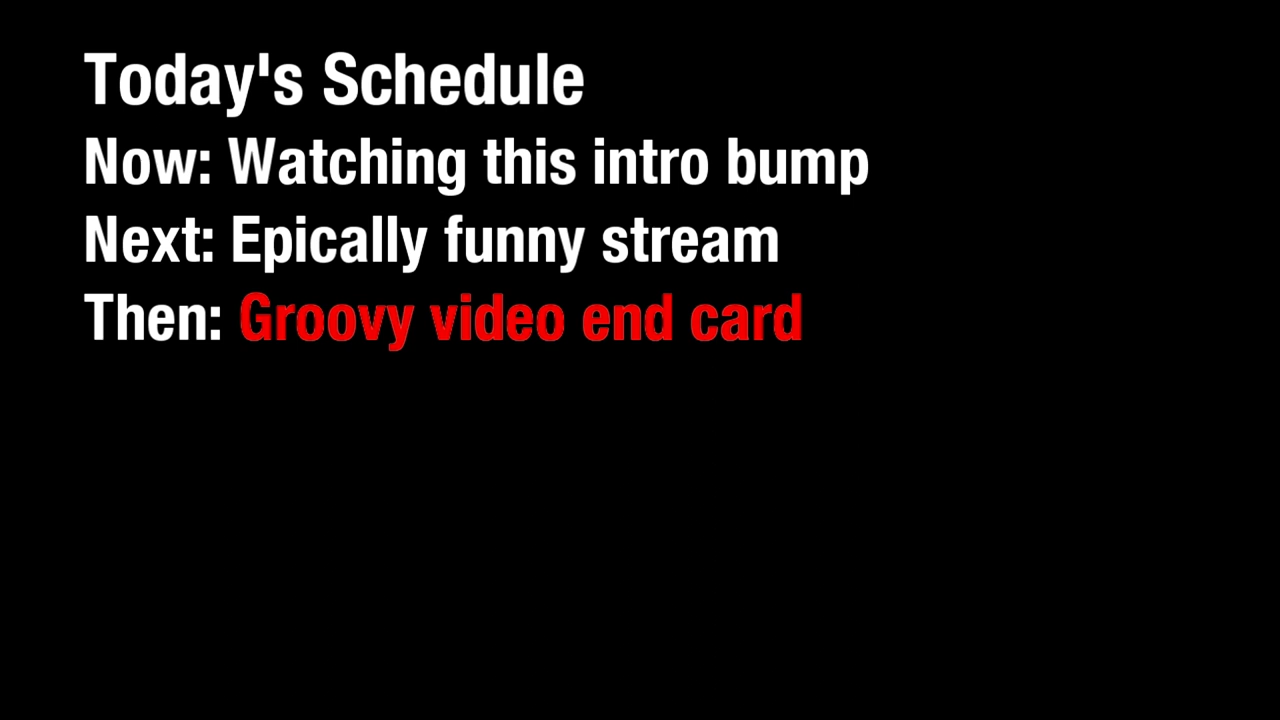 Today's Schedule
Now: Watching this intro bump
Next: Epically funny stream
Then: Groovy video end card